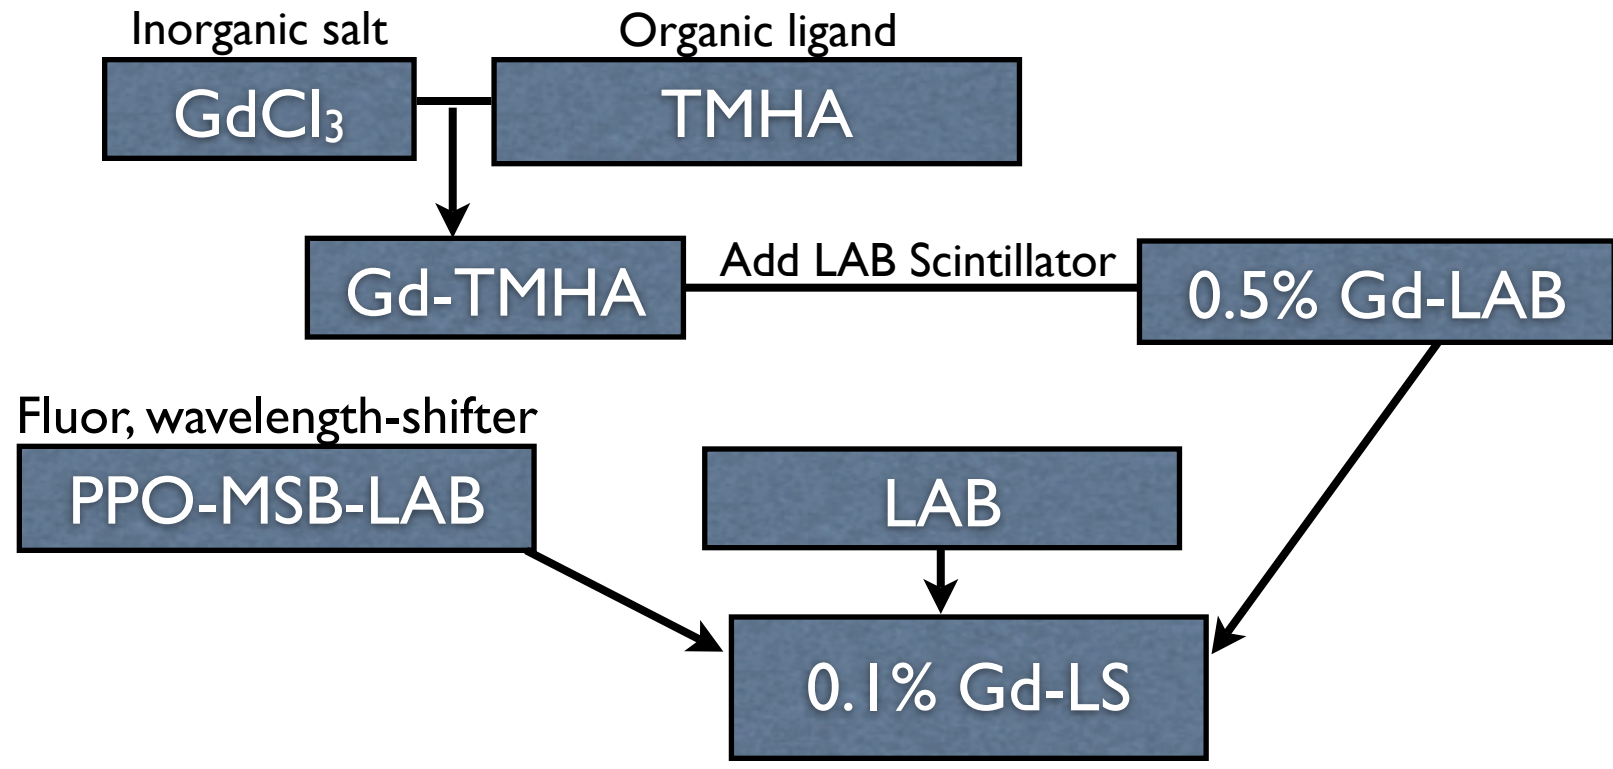 Inorganic salt
Organic ligand
GdCl₃
TMHA
Gd-TMHA
Add LAB Scintillator
0.5% Gd-LAB
Fluor, wavelength-shifter
PPO-MSB-LAB
LAB
0.1% Gd-LS